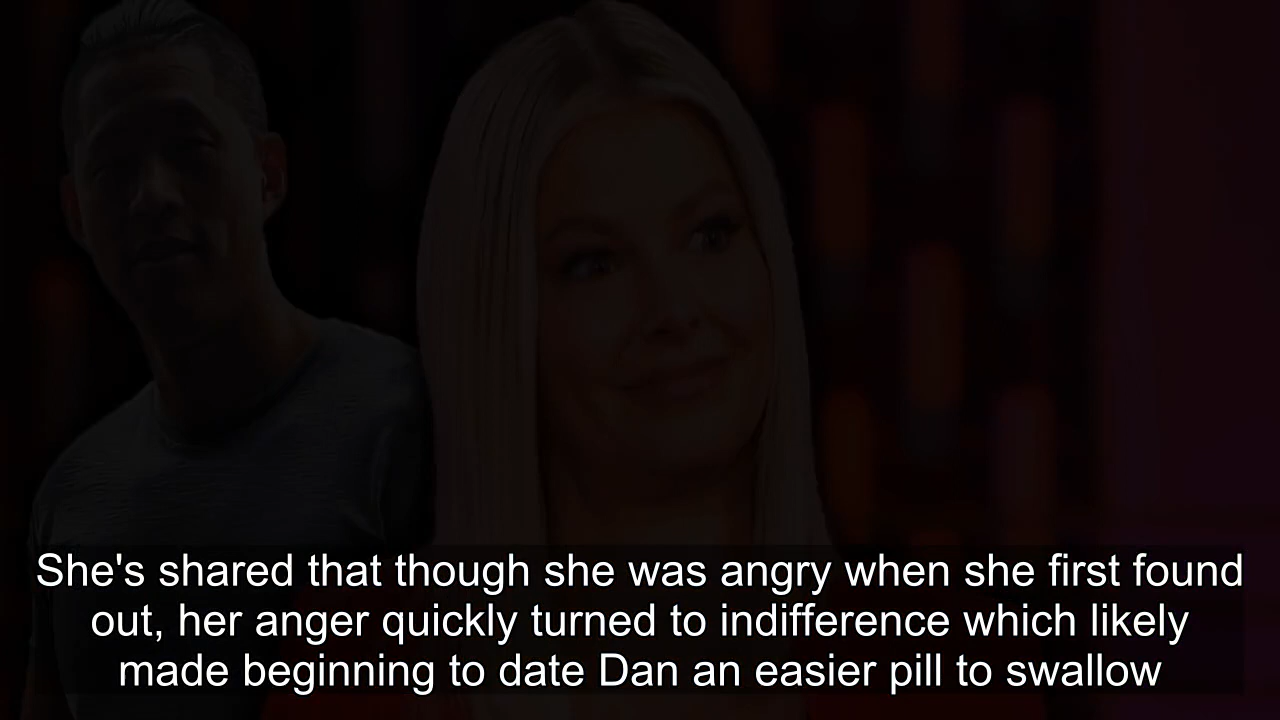 She's shared that though she was angry when she first found
out, her anger quickly turned to indifference which likely
made beginning to date Dan an easier pill to swallow